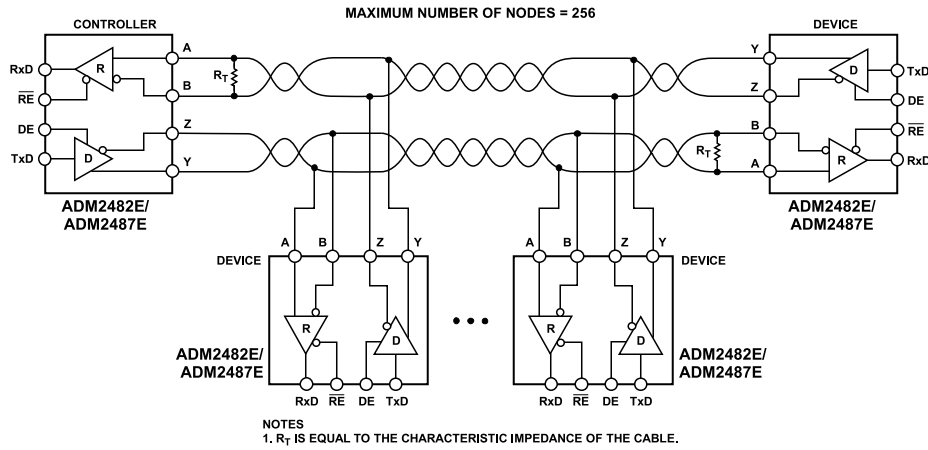 MAXIMUM NUMBER OF NODES = 256
CONTROLLER
DEVICE
A
RxD
R
RT
B
RE
DE
Z
TxD
D
Y
ADM2482E/
ADM2487E
Y
D
TxD
Z
DE
B
RE
RT
R
RxD
A
ADM2482E/
ADM2487E
A
B
Z
Y
DEVICE
R
D
ADM2482E/
ADM2487E
RxD
RE
DE
TxD
A
B
Z
Y
DEVICE
R
D
ADM2482E/
ADM2487E
RxD
RE
DE
TxD
NOTES
1. RT IS EQUAL TO THE CHARACTERISTIC IMPEDANCE OF THE CABLE.